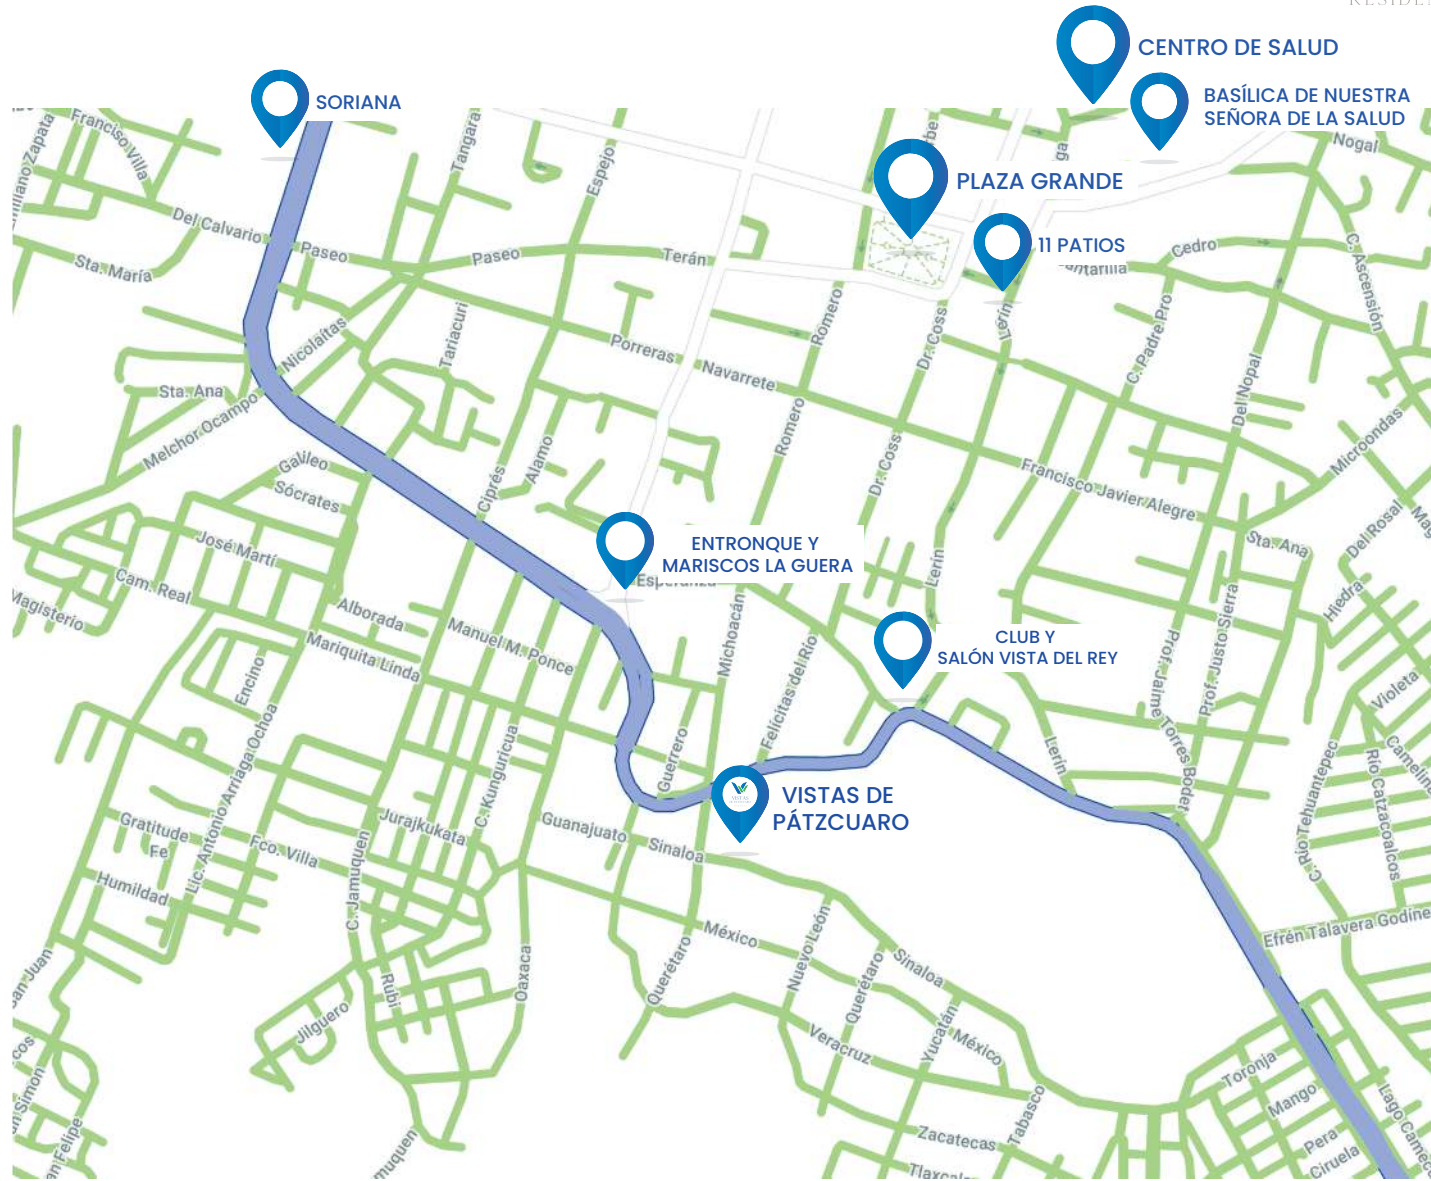 CENTRO DE SALUD
SORIANA
BASÍLICA DE NUESTRA
SEÑORA DE LA SALUD
Francisco Villa
Tangara
Nogal
Espejo
PLAZA GRANDE
Del Calvario
Paseo
Paseo
Terán
11 PATIOS
Cedro
C. Ascensión
Sta. María
Romero
Lerín
C. Padre Pro
Nicolaítas
Tariacuri
Porreras
Navarrete
Dr. Coss
Del Nopal
Sta. Ana
Melchor Ocampo
Romero
Microondas
Galileo
Sócrates
Ciprés
Alamo
Dr. Coss
Francisco Javier Alegre
José Martí
ENTRONQUE Y
MARISCOS LA GUERA
Esperanza
Lerín
Sta. Ana
Del Rosal
Cam. Real
Magisterio
Alborada
Mariquita Linda
Manuel M. Ponce
Michoacán
Felícitas del Río
CLUB Y
SALÓN VISTA DEL REY
Prof. Jaime Torres Bodet
Prof. Justo Sierra
Hiedra
Violeta
Encino
Lic. Antonio Arriaga Ochoa
C. Kunguricua
Guerrero
Lerín
C. Río Tehuantepec
Río Catzacoalcos
VISTAS DE
PÁTZCUARO
Gratitude
Fe
Humildad
Fco. Villa
C. Jamuquen
Jurajkukata
Guanajuato
Sinaloa
México
Nuevo León
Querétaro
Querétaro
Sinaloa
Efrén Talavera Godíne
Oaxaca
Rubí
Jilguero
Veracruz
Yucatán
México
Tabasco
Zacatecas
Toronja
Mango
Pera
Ciruela